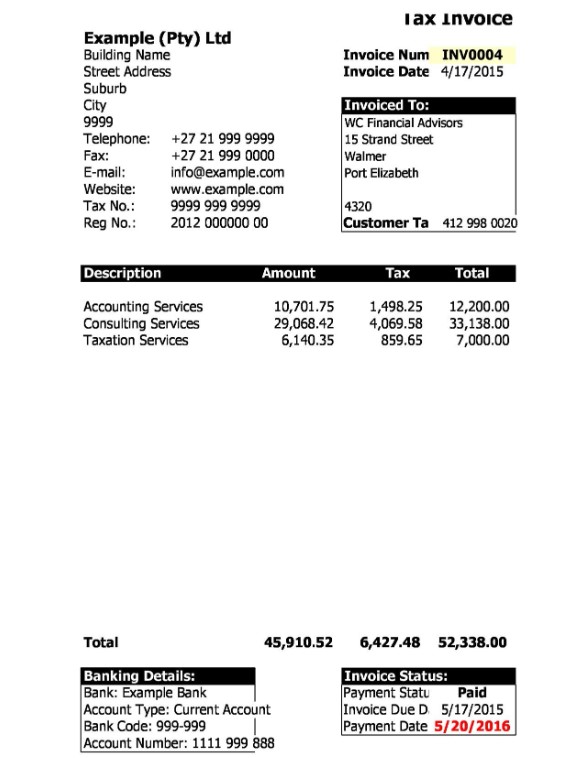 Tax Invoice
Example (Pty) Ltd
Building Name
Invoice Num INV0004
Street Address
Invoice Date 4/17/2015
Suburb
City
Invoiced To:
9999
WC Financial Advisors
Telephone: +27 21 999 9999
15 Strand Street
Fax: +27 21 999 0000
Walmer
E-mail: info@example.com
Port Elizabeth
Website: www.example.com
Tax No.: 9999 999 9999
4320
Reg No.: 2012 000000 00
Customer Ta 412 998 0020
Description Amount Tax Total
Accounting Services 10,701.75 1,498.25 12,200.00
Consulting Services 29,068.42 4,069.58 33,138.00
Taxation Services 6,140.35 859.65 7,000.00
Total 45,910.52 6,427.48 52,338.00
Banking Details:
Bank: Example Bank
Account Type: Current Account
Bank Code: 999-999
Account Number: 1111 999 888
Invoice Status:
Payment Statu Paid
Invoice Due D 5/17/2015
Payment Date 5/20/2016